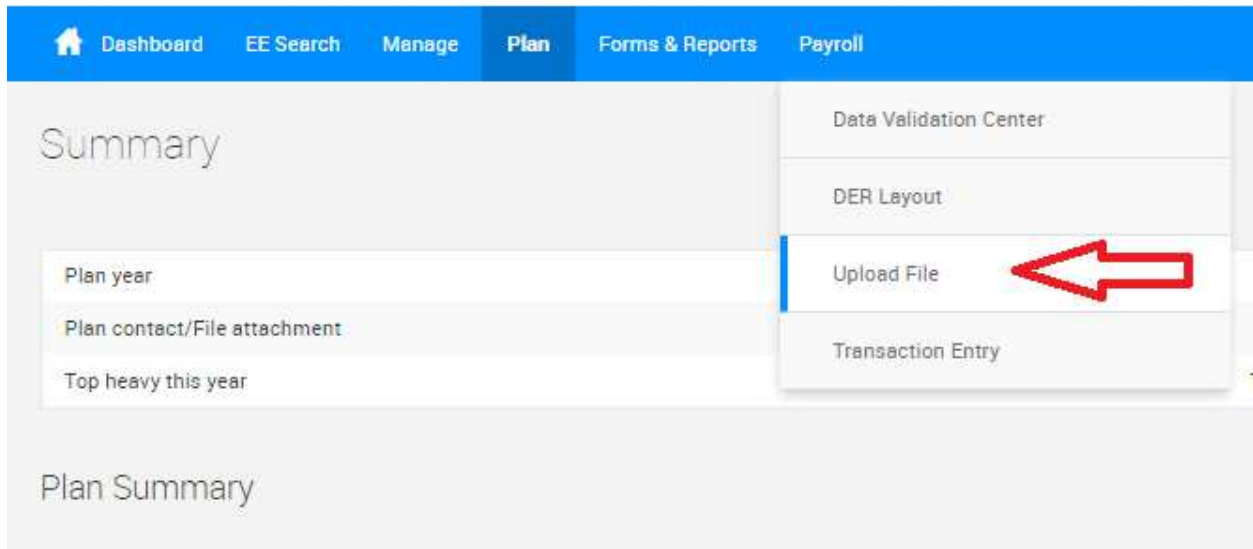 Dashboard EE Search Manage Plan Forms & Reports Payroll
Summary
Data Validation Center
DER Layout
Upload File
Transaction Entry
Plan year
Plan contact/File attachment
Top heavy this year
Plan Summary